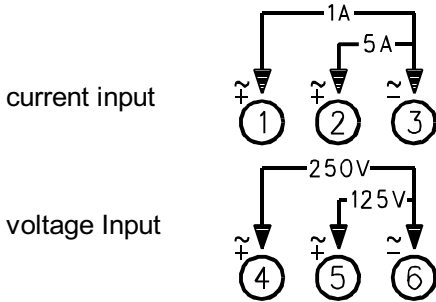 1A
5A
current input
~ ~ ~
+ + −
1 2 3
250V
125V
voltage Input
~ ~ ~
+ + −
4 5 6